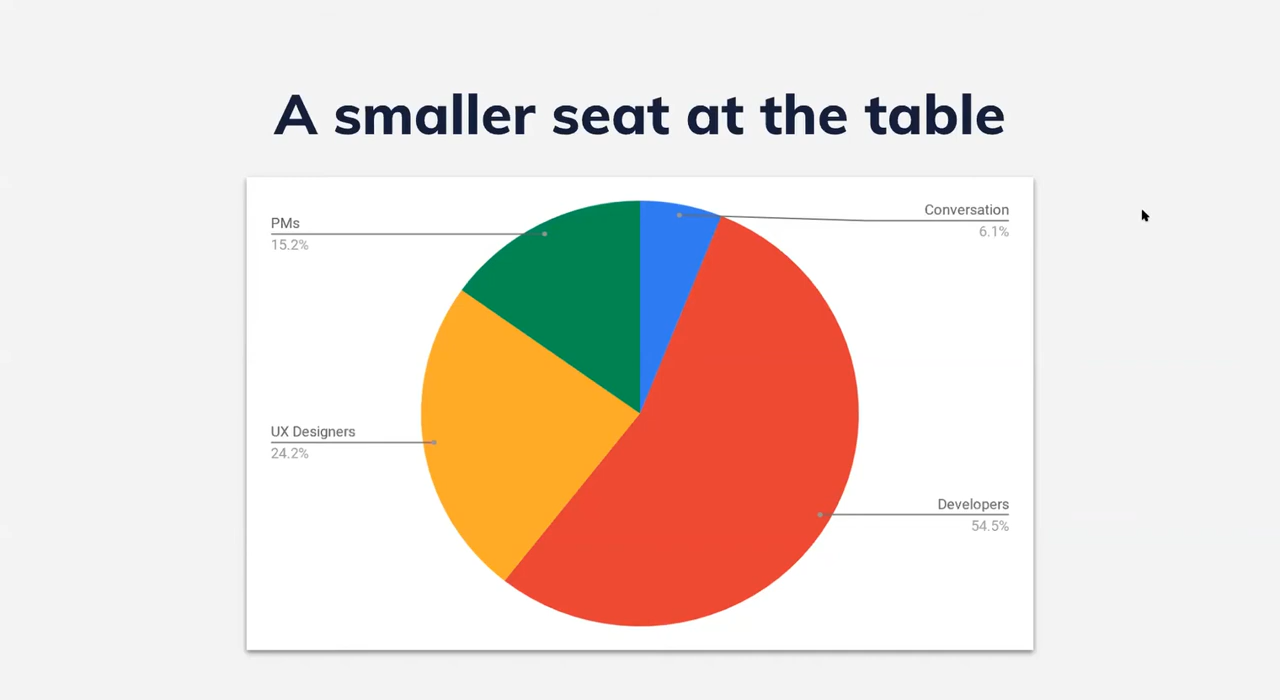 A smaller seat at the table
PMs
15.2%
Conversation
6.1%
UX Designers
24.2%
Developers
54.5%